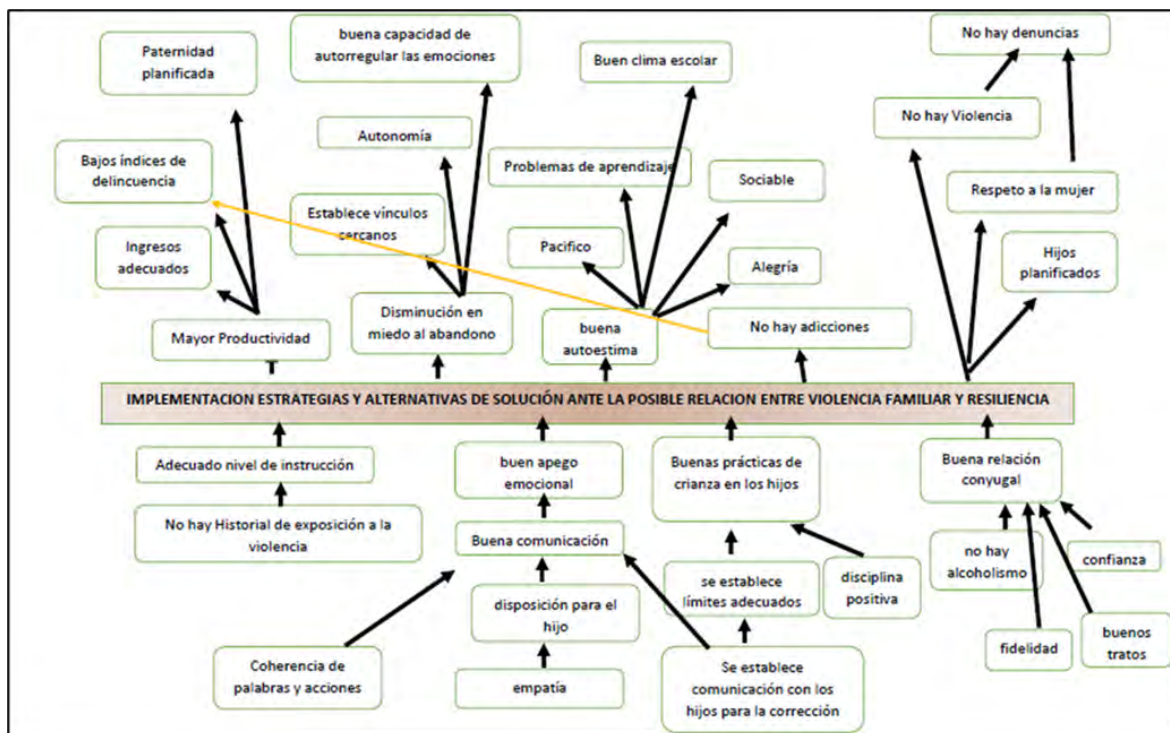 Paternidad
planificada
buena capacidad de
autorregular las emociones
Buen clima escolar
No hay denuncias
No hay Violencia
Autonomía
Bajos índices de
delincuencia
Problemas de aprendizaje
Sociable
Respeto a la mujer
Establece vínculos
cercanos
Ingresos
adecuados
Pacifico
Alegría
Hijos
planificados
Mayor Productividad
Disminución en
miedo al abandono
buena
autoestima
No hay adicciones
IMPLEMENTACION ESTRATEGIAS Y ALTERNATIVAS DE SOLUCIÓN ANTE LA POSIBLE RELACION ENTRE VIOLENCIA FAMILIAR Y RESILIENCIA
Adecuado nivel de instrucción
buen apego
emocional
Buenas prácticas de
crianza en los hijos
Buena relación
conyugal
No hay Historial de exposición a la
violencia
Buena comunicación
no hay
alcoholismo
confianza
se establece
límites adecuados
disciplina
positiva
disposición para el
hijo
fidelidad
buenos
tratos
Coherencia de
palabras y acciones
empatía
Se establece
comunicación con los
hijos para la corrección